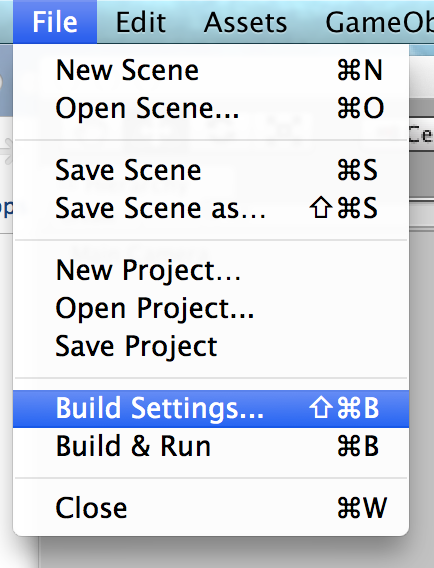 File Edit Assets GameOb
New Scene ⌘N
Open Scene... ⌘O
Save Scene ⌘S
Save Scene as... ⇧⌘S
New Project...
Open Project...
Save Project
Build Settings... ⇧⌘B
Build & Run ⌘B
Close ⌘W
Ce